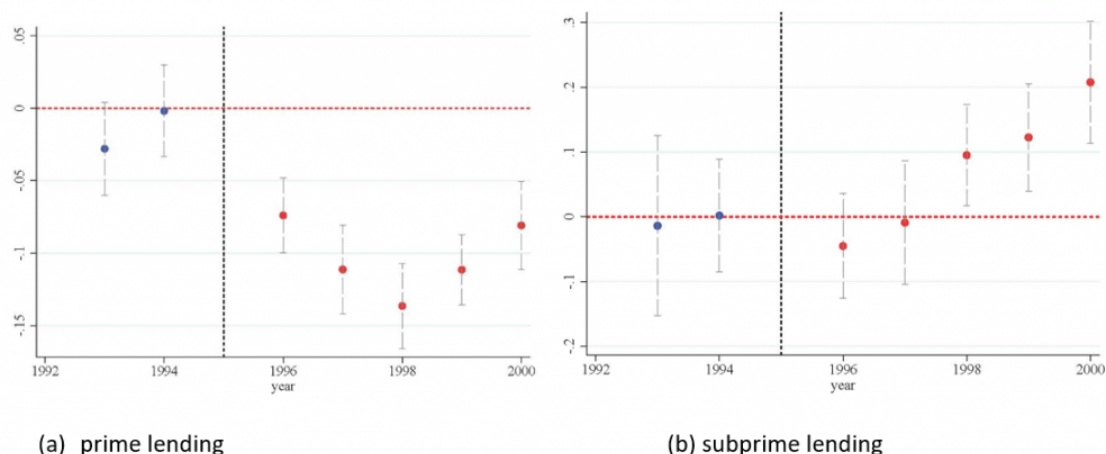 .05
0
-.05
-.1
-.15
1992 1994 1996 1998 2000
year
.3
.2
.1
0
-.1
-.2
1992 1994 1996 1998 2000
year
(a) prime lending
(b) subprime lending